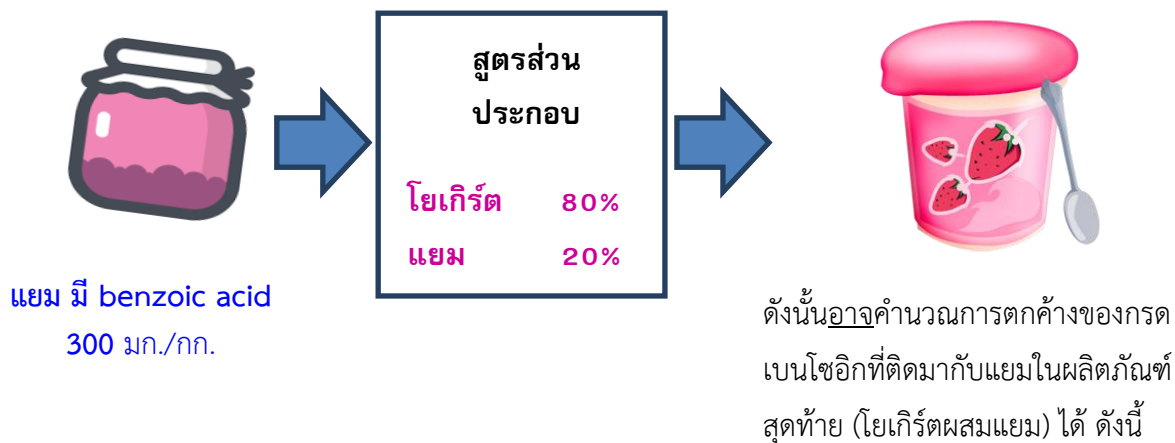 สูตรส่วน
ประกอบ
โยเกิร์ต 80%
แยม 20%
แยม มี benzoic acid
300 มก./กก.
ดังนั้นอาจคำนวณการตกค้างของกรด
เบนโซอิกที่ติดมากับแยมในผลิตภัณฑ์
สุดท้าย (โยเกิร์ตผสมแยม) ได้ ดังนี้